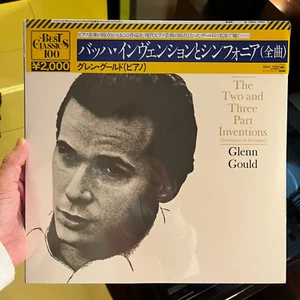 BEST
CLASSICS
100
¥2,000
バッハ・インヴェンションとシンフォニア(全曲)
グレン・グールド(ピアノ)
The
Two and
Three
Part
Inventions
Glenn
Gould